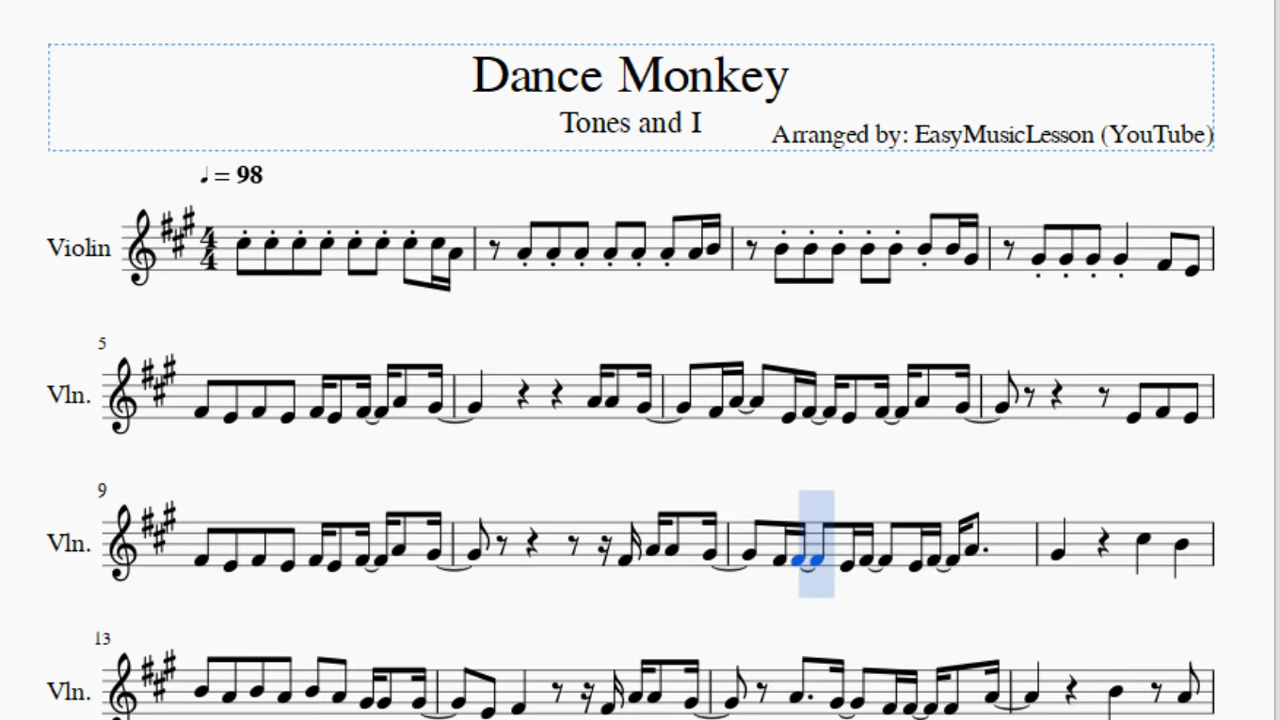 Dance Monkey
Tones and I
Arranged by: EasyMusicLesson (YouTube)
♩ = 98
Violin
4
4
5
Vln.
9
Vln.
13
Vln.